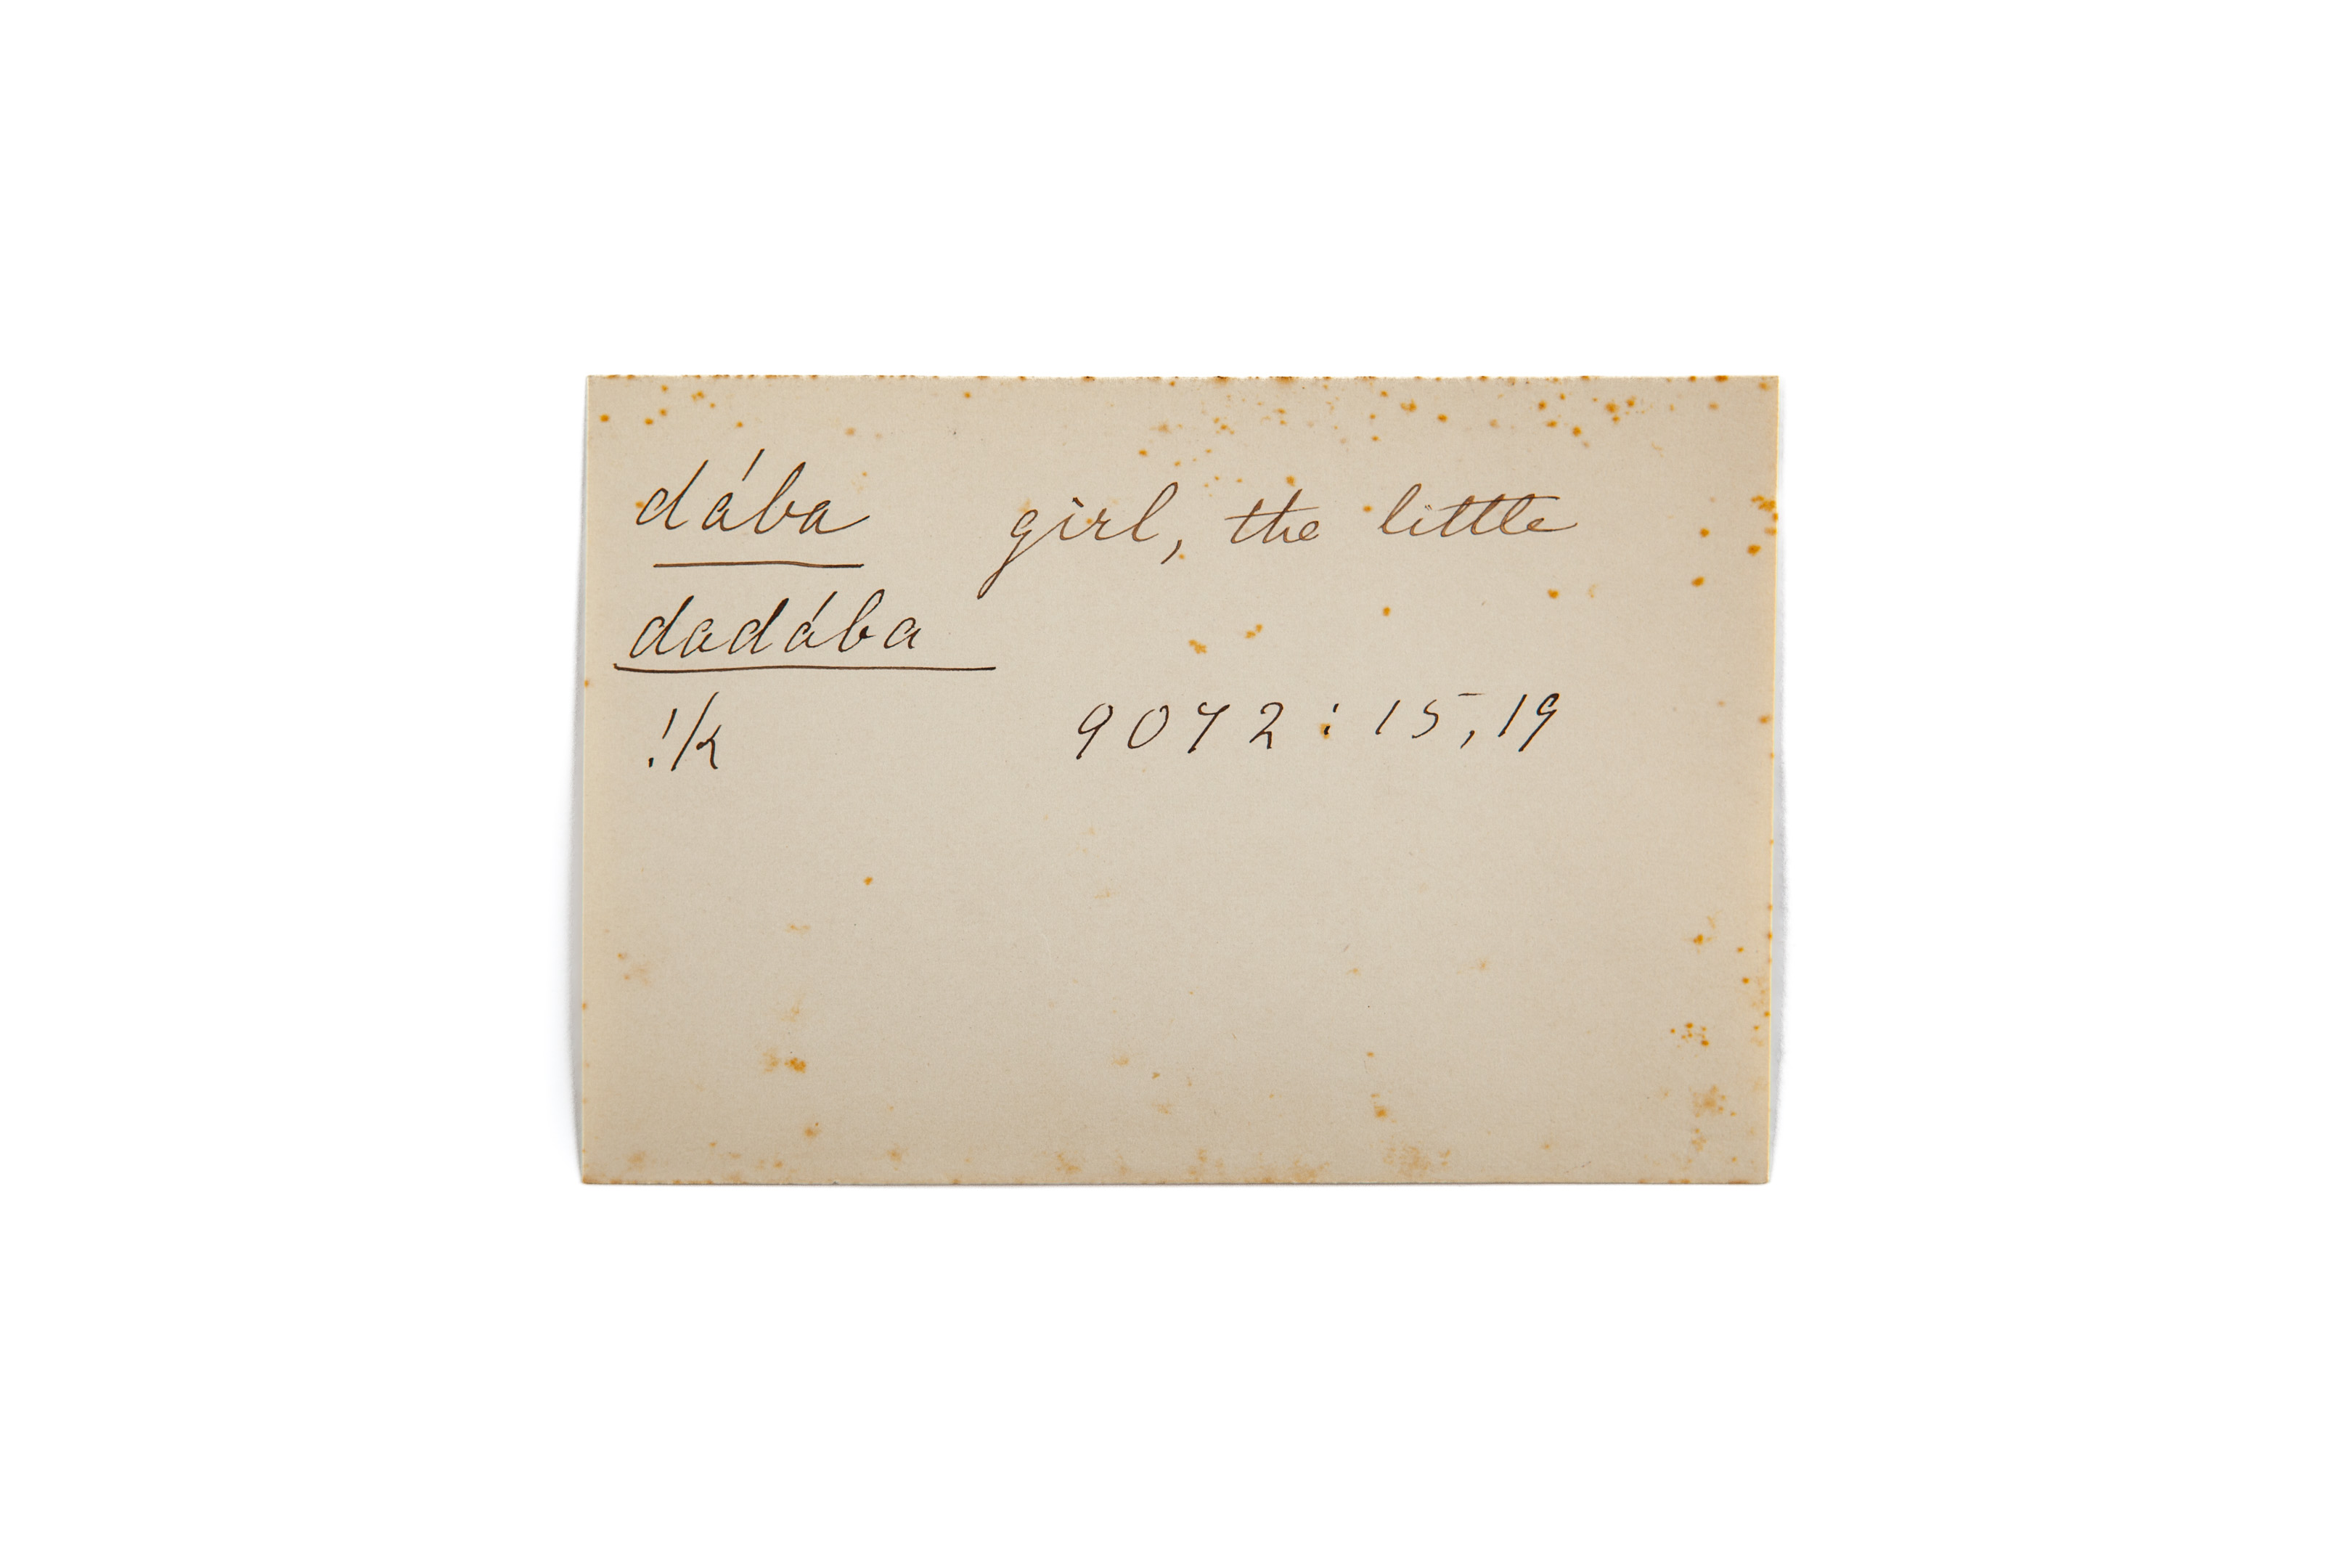 dába girl, the little
dadába
!k 9072 : 15, 19